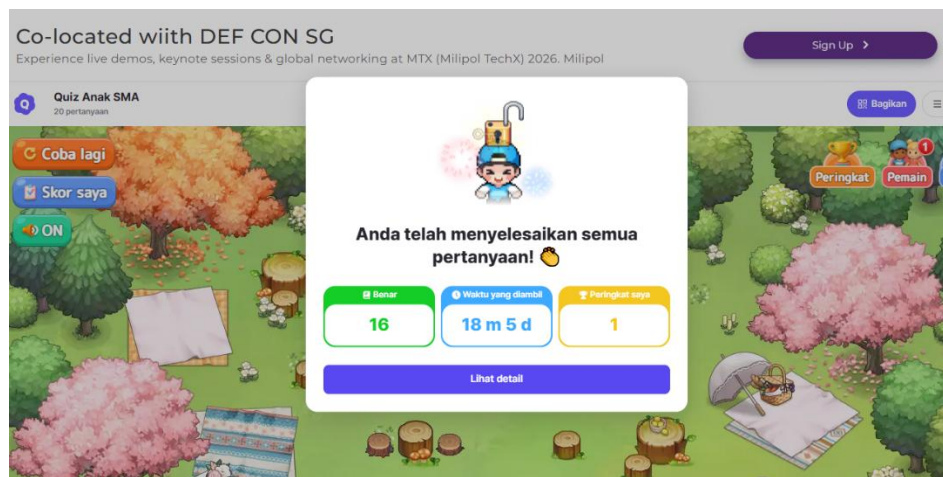 Co-located wiith DEF CON SG
Experience live demos, keynote sessions & global networking at MTX (Milipol TechX) 2026. Milipol
Sign Up >
Q
Quiz Anak SMA
20 pertanyaan
Bagikan
Coba lagi
Skor saya
ON
1
Peringkat
Pemain
Anda telah menyelesaikan semua
pertanyaan! 👏
Benar
Waktu yang diambil
Peringkat saya
16
18 m 5 d
1
Lihat detail